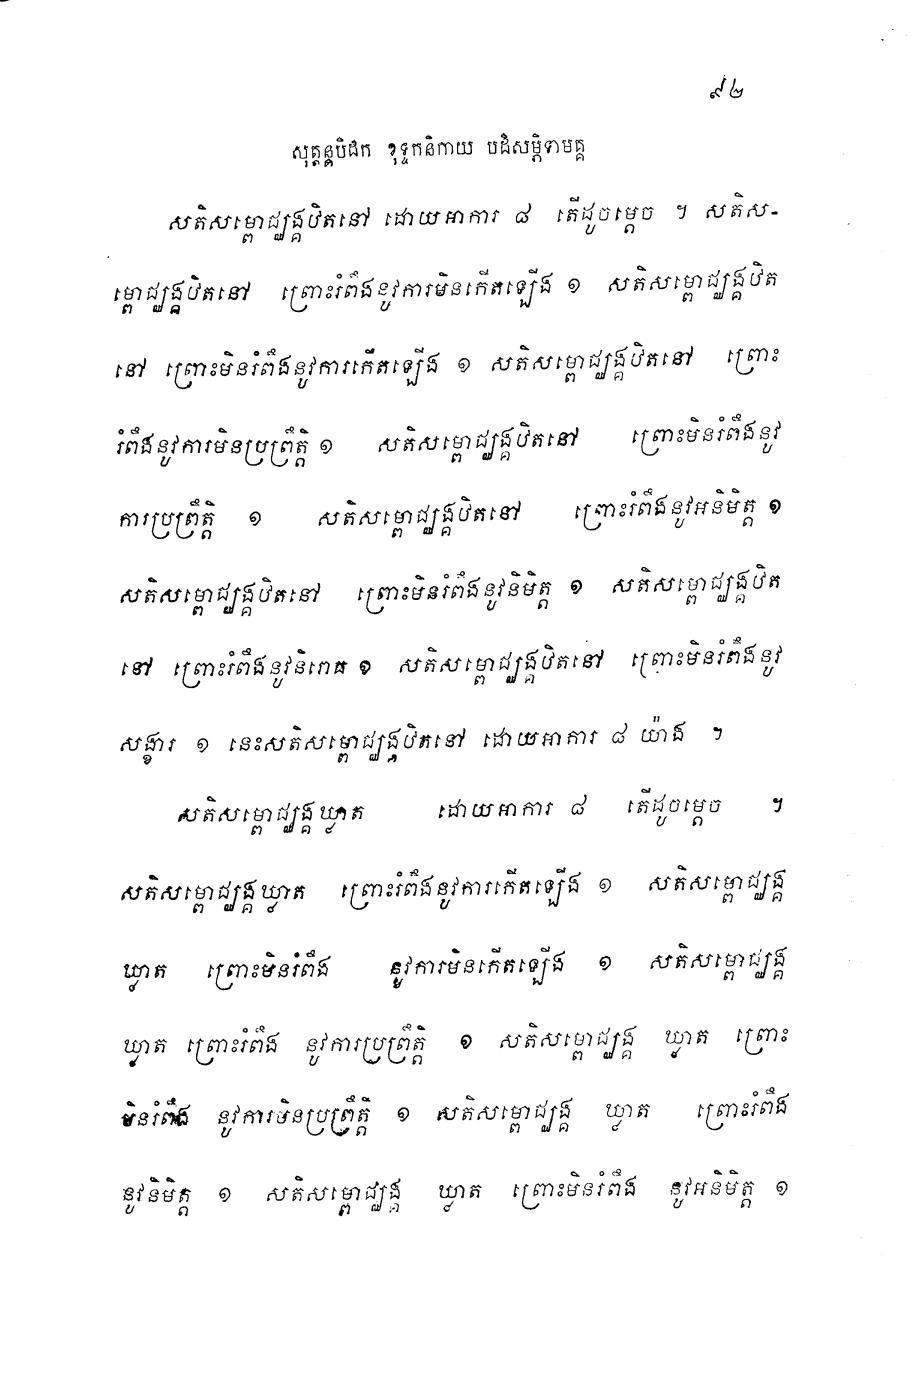 ៩២
សុត្តន្តបិដក ខុទ្ទកនិកាយ បដិសម្ភិទាមគ្គ
សតិសម្ពោជ្ឈង្គឋិតនៅ ដោយអាការ ៨ តើដូចម្តេច ។ សតិស-
ម្ពោជ្ឈង្គឋិតនៅ ព្រោះរំពឹងនូវការមិនកើតឡើង ១ សតិសម្ពោជ្ឈង្គឋិត
នៅ ព្រោះមិនរំពឹងនូវការកើតឡើង ១ សតិសម្ពោជ្ឈង្គឋិតនៅ ព្រោះ
រំពឹងនូវការមិនប្រព្រឹត្តិ ១ សតិសម្ពោជ្ឈង្គឋិតនៅ ព្រោះមិនរំពឹងនូវ
ការប្រព្រឹត្តិ ១ សតិសម្ពោជ្ឈង្គឋិតនៅ ព្រោះរំពឹងនូវអនិមិត្ត ១
សតិសម្ពោជ្ឈង្គឋិតនៅ ព្រោះមិនរំពឹងនូវនិមិត្ត ១ សតិសម្ពោជ្ឈង្គឋិត
នៅ ព្រោះរំពឹងនូវនិរោធ ១ សតិសម្ពោជ្ឈង្គឋិតនៅ ព្រោះមិនរំពឹងនូវ
សង្ខារ ១ នេះសតិសម្ពោជ្ឈង្គឋិតនៅ ដោយអាការ ៨ យ៉ាង ។
សតិសម្ពោជ្ឈង្គឃ្លាត ដោយអាការ ៨ តើដូចម្តេច ។
សតិសម្ពោជ្ឈង្គឃ្លាត ព្រោះរំពឹងនូវការកើតឡើង ១ សតិសម្ពោជ្ឈង្គ
ឃ្លាត ព្រោះមិនរំពឹង នូវការមិនកើតឡើង ១ សតិសម្ពោជ្ឈង្គ
ឃ្លាត ព្រោះរំពឹង នូវការប្រព្រឹត្តិ ១ សតិសម្ពោជ្ឈង្គ ឃ្លាត ព្រោះ
មិនរំពឹង នូវការមិនប្រព្រឹត្តិ ១ សតិសម្ពោជ្ឈង្គ ឃ្លាត ព្រោះរំពឹង
នូវនិមិត្ត ១ សតិសម្ពោជ្ឈង្គ ឃ្លាត ព្រោះមិនរំពឹង នូវអនិមិត្ត ១